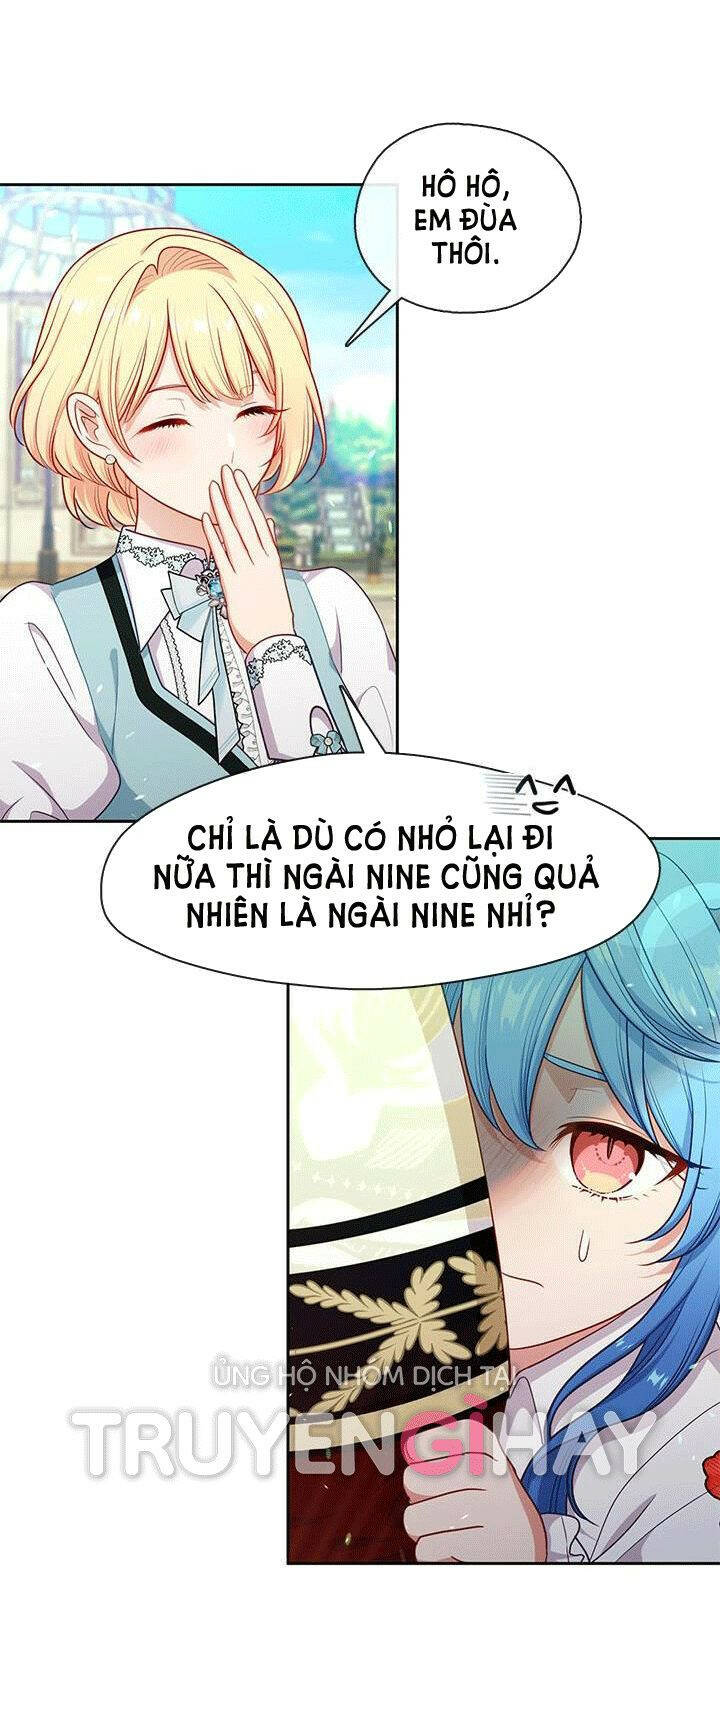 HÔ HÔ,
EM ĐÙA
THÔI.
CHỈ LÀ DÙ CÓ NHỎ LẠI ĐI
NỮA THÌ NGÀI NINE CŨNG QUẢ
NHIÊN LÀ NGÀI NINE NHỈ?
ỦNG HỘ NHÓM DỊCH TẠI
TRUYENGIHAY